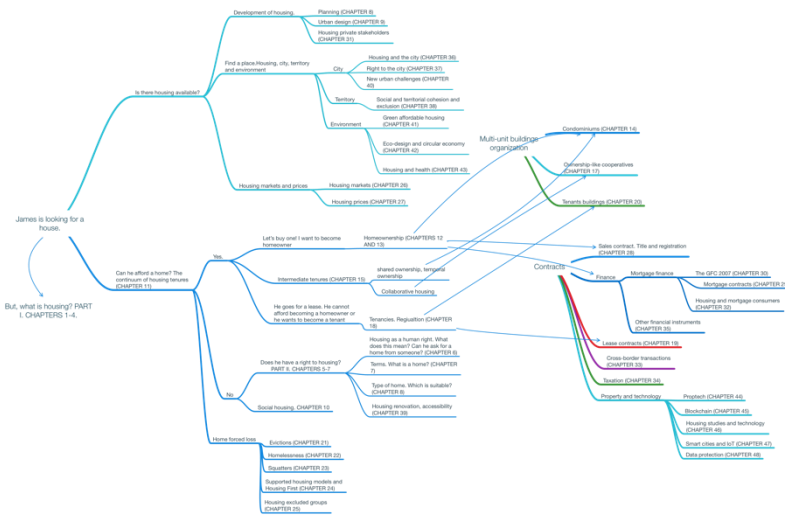 James is looking for a
house.
But, what is housing? PART
I. CHAPTERS 1-4.
Is there housing available?
Development of housing.
Planning (CHAPTER 8)
Urban design (CHAPTER 9)
Housing private stakeholders
(CHAPTER 31)
Find a place.Housing, city, territory
and environment
City
Housing and the city (CHAPTER 36)
Right to the city (CHAPTER 37)
New urban challenges (CHAPTER
40)
Territory
Social and territorial cohesion and
exclusion (CHAPTER 38)
Environment
Green affordable housing
(CHAPTER 41)
Eco-design and circular economy
(CHAPTER 42)
Housing and health (CHAPTER 43)
Housing markets and prices
Housing markets (CHAPTER 26)
Housing prices (CHAPTER 27)
Can he afford a home? The
continuum of housing tenures
(CHAPTER 11)
Yes
Let's buy one! I want to become
homeowner
Homeownership (CHAPTERS 12
AND 13)
Intermediate tenures (CHAPTER 15)
shared ownership, temporal
ownership
Collaborative housing
He goes for a lease. He cannot
afford becoming a homeowner or
he wants to become a tenant
Tenancies, Regluation (CHAPTER
18)
No
Does he have a right to housing?
PART II. CHAPTERS 5-7
Housing as a human right. What
does this mean? Can he ask for a
home from someone? (CHAPTER 5)
Terms. What is a home? (CHAPTER
7)
Type of home. Which is suitable?
(CHAPTER 6)
Housing renovation, accessibility
(CHAPTER 39)
Social housing. CHAPTER 10
Home forced loss
Evictions (CHAPTER 21)
Homelessness (CHAPTER 22)
Squatters (CHAPTER 23)
Supported housing models and
Housing First (CHAPTER 24)
Housing excluded groups
(CHAPTER 25)
Multi-unit buildings
organization
Condominiums (CHAPTER 14)
Ownership-like cooperatives
(CHAPTER 17)
Tenants buildings (CHAPTER 20)
Contracts
Sales contract. Title and registration
(CHAPTER 28)
Finance
Mortgage finance
The GFC 2007 (CHAPTER 30)
Mortgage contracts (CHAPTER 29
Housing and mortgage consumers
(CHAPTER 32)
Other financial instruments
(CHAPTER 35)
Lease contracts (CHAPTER 19)
Cross-border transactions
(CHAPTER 33)
Taxation (CHAPTER 34)
Property and technology
Proptech (CHAPTER 44)
Blockchain (CHAPTER 45)
Housing studies and technology
(CHAPTER 46)
Smart cities and IoT (CHAPTER 47)
Data protection (CHAPTER 48)